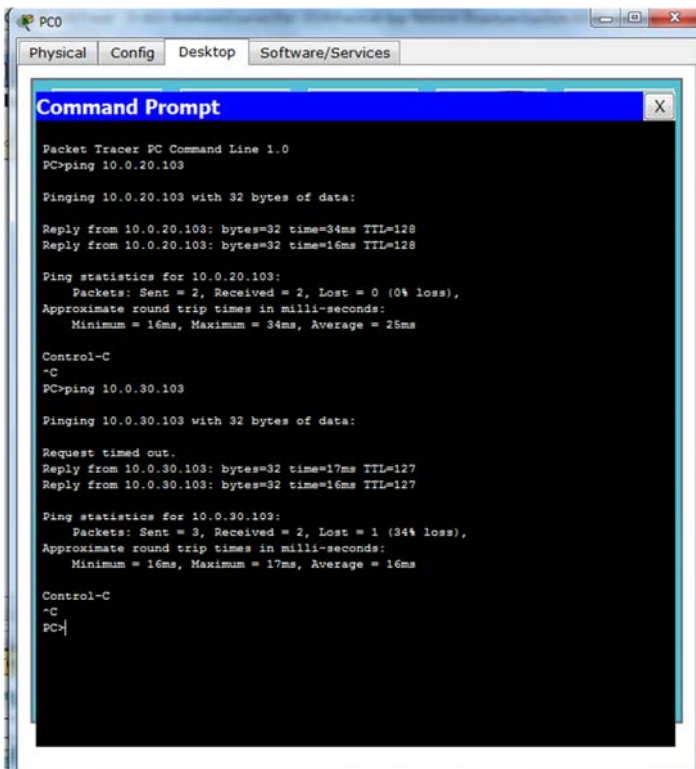 PC0
Physical Config Desktop Software/Services
Command Prompt X
Packet Tracer PC Command Line 1.0
PC>ping 10.0.20.103
Pinging 10.0.20.103 with 32 bytes of data:
Reply from 10.0.20.103: bytes=32 time=34ms TTL=128
Reply from 10.0.20.103: bytes=32 time=16ms TTL=128
Ping statistics for 10.0.20.103:
Packets: Sent = 2, Received = 2, Lost = 0 (0% loss),
Approximate round trip times in milli-seconds:
Minimum = 16ms, Maximum = 34ms, Average = 25ms
Control-C
^C
PC>ping 10.0.30.103
Pinging 10.0.30.103 with 32 bytes of data:
Request timed out.
Reply from 10.0.30.103: bytes=32 time=17ms TTL=127
Reply from 10.0.30.103: bytes=32 time=16ms TTL=127
Ping statistics for 10.0.30.103:
Packets: Sent = 3, Received = 2, Lost = 1 (34% loss),
Approximate round trip times in milli-seconds:
Minimum = 16ms, Maximum = 17ms, Average = 16ms
Control-C
^C
PC>